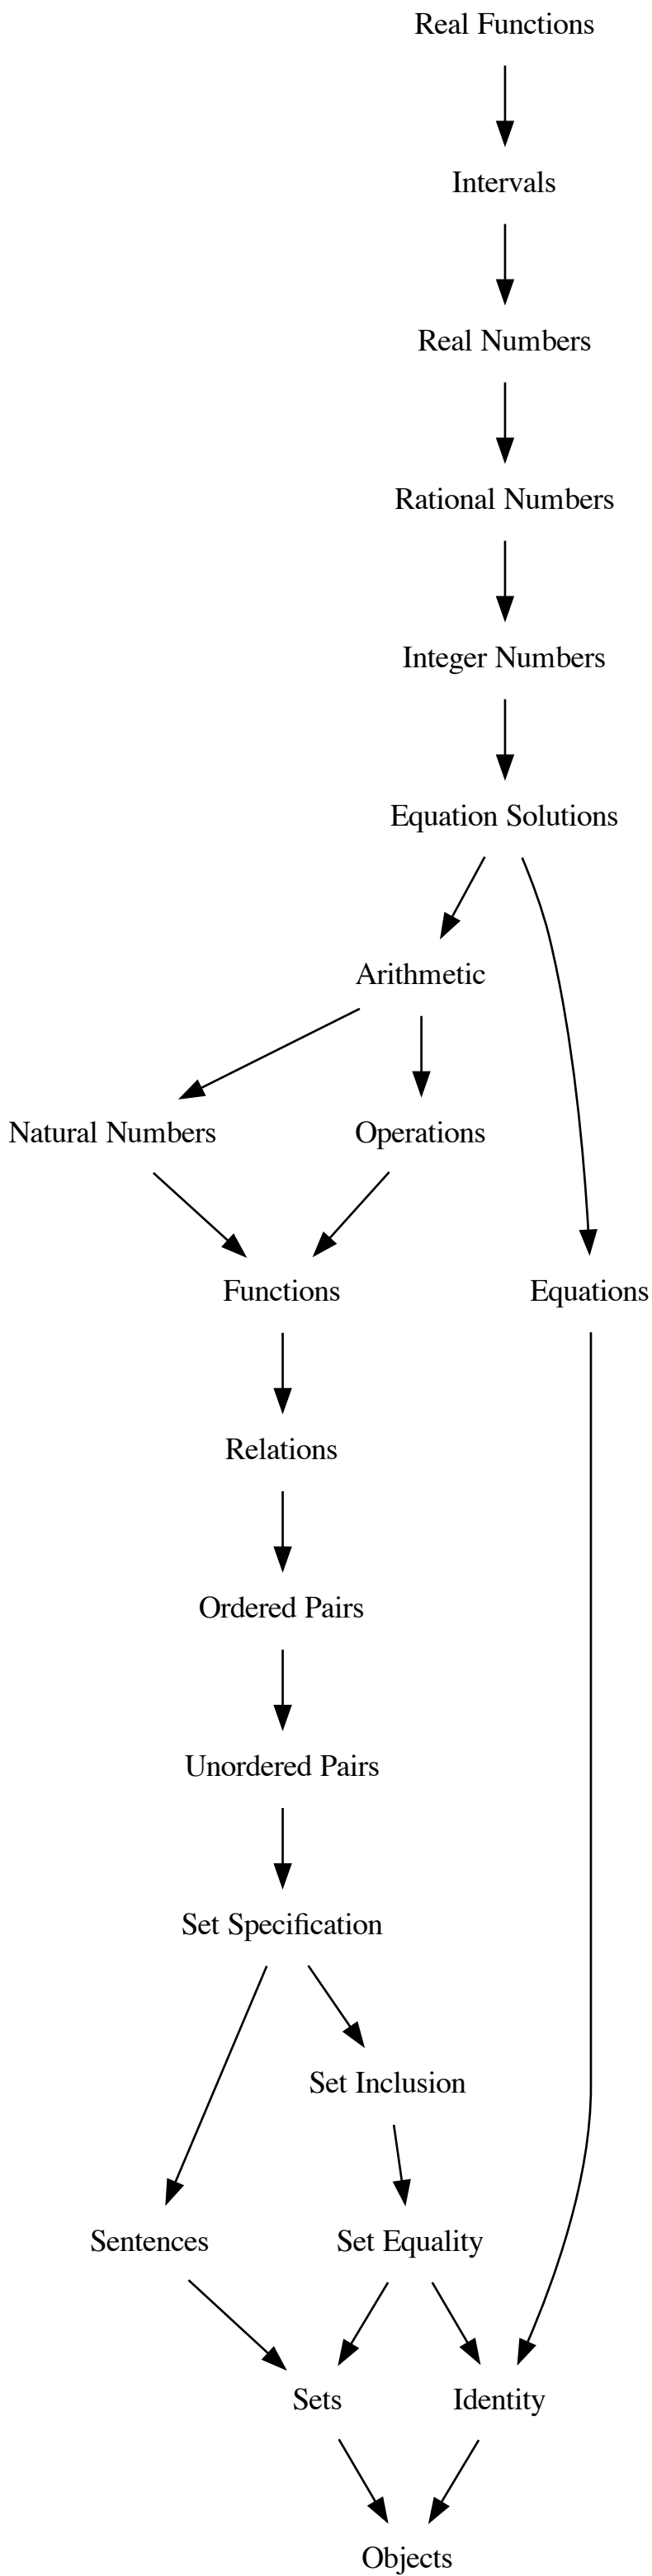 Real Functions
Intervals
Real Numbers
Rational Numbers
Integer Numbers
Equation Solutions
Arithmetic
Natural Numbers
Operations
Functions
Equations
Relations
Ordered Pairs
Unordered Pairs
Set Specification
Set Inclusion
Sentences
Set Equality
Sets
Identity
Objects